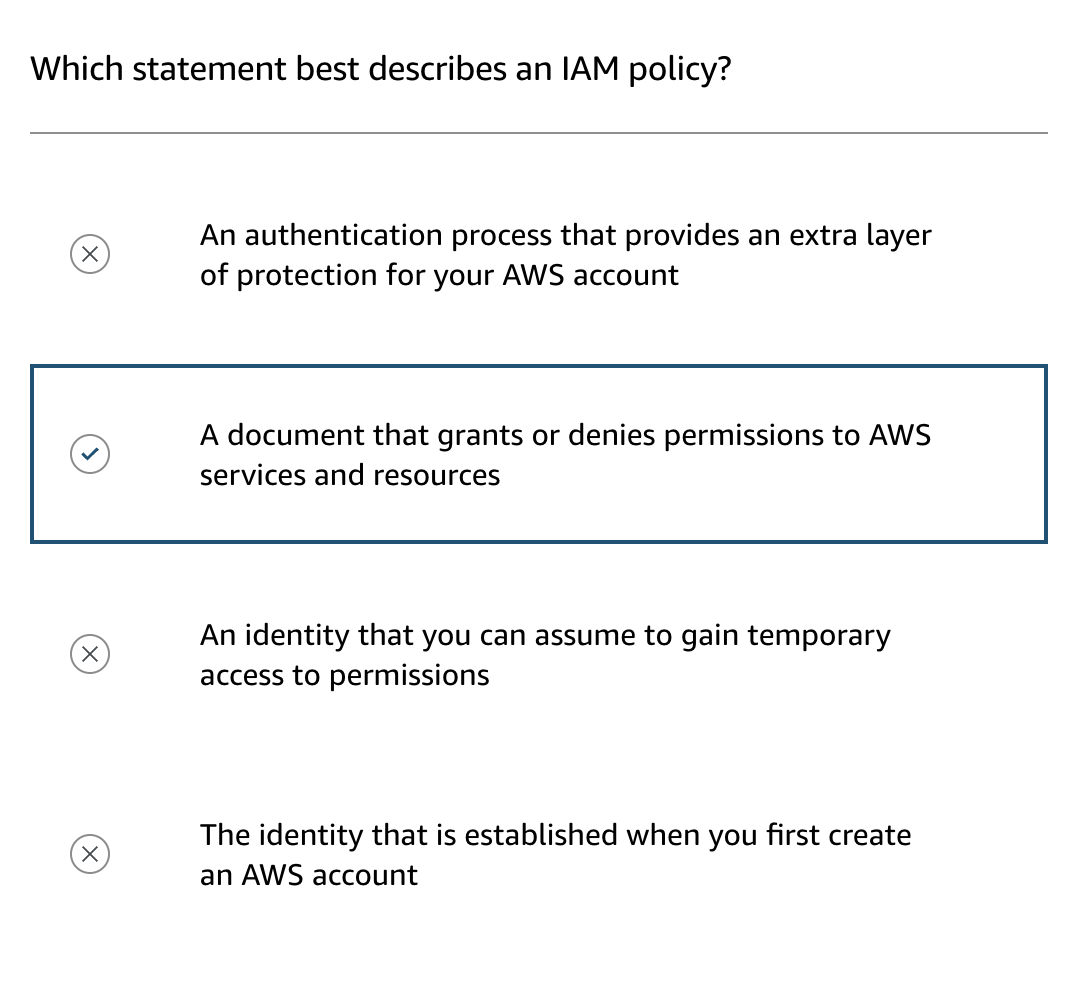 Which statement best describes an IAM policy?
An authentication process that provides an extra layer
of protection for your AWS account
A document that grants or denies permissions to AWS
services and resources
An identity that you can assume to gain temporary
access to permissions
The identity that is established when you first create
an AWS account